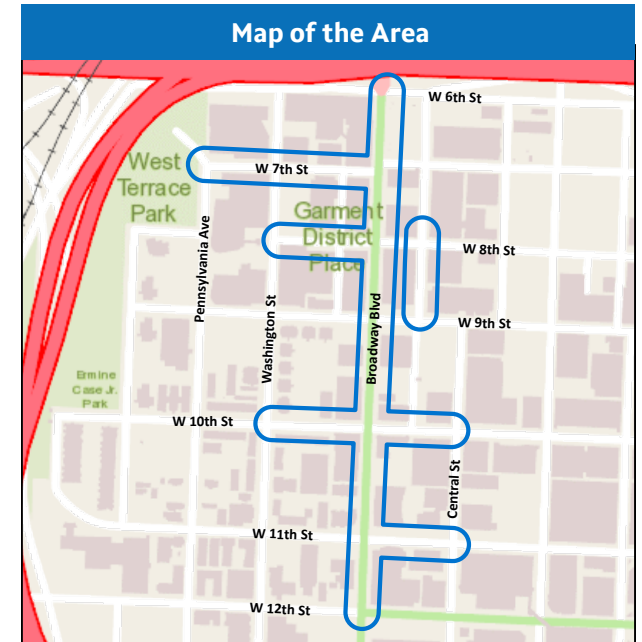 Map of the Area
W 6th St
West
Terrace
Park
W 7th St
Garment
District
Place
Pennsylvania Ave
W 8th St
Washington St
Broadway Blvd
W 9th St
Ermine
Case Jr.
Park
W 10th St
Central St
W 11th St
W 12th St